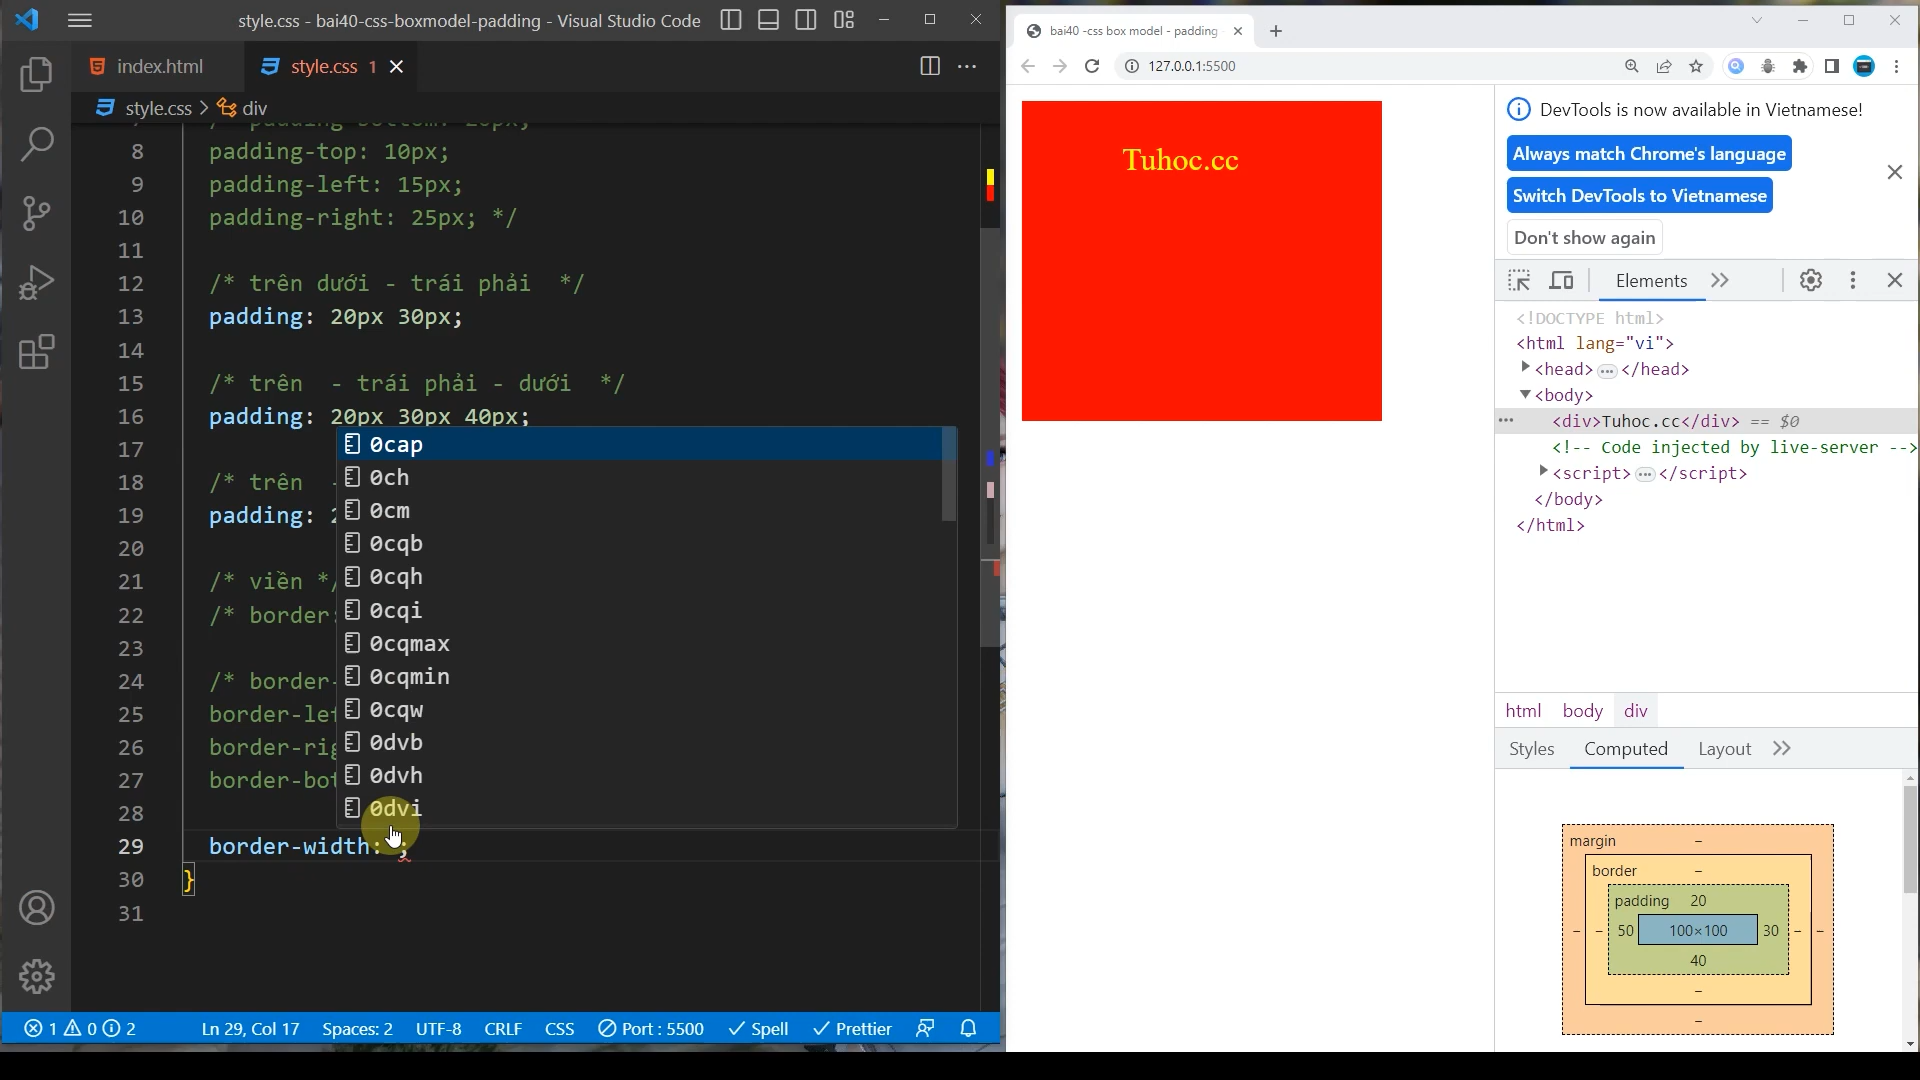 style.css - bai40-css-boxmodel-padding - Visual Studio Code
index.html
style.css 1
style.css > div
8 padding-top: 10px;
9 padding-left: 15px;
10 padding-right: 25px; */
11
12 /* trên dưới - trái phải */
13 padding: 20px 30px;
14
15 /* trên - trái phải - dưới */
16 padding: 20px 30px 40px;
17
18 /* trên
19 padding:
20
21 /* viền */
22 /* border:
23
24 /* border-
25 border-lef
26 border-rig
27 border-bot
28
29 border-width: ;
30 }
31
0cap
0ch
0cm
0cqb
0cqh
0cqi
0cqmax
0cqmin
0cqw
0dvb
0dvh
0dvi
1 0 2
Ln 29, Col 17
Spaces: 2
UTF-8
CRLF
CSS
Port : 5500
Spell
Prettier
bai40 -css box model - padding
127.0.0.1:5500
Tuhoc.cc
DevTools is now available in Vietnamese!
Always match Chrome's language
Switch DevTools to Vietnamese
Don't show again
Elements
<!DOCTYPE html>
<html lang="vi">
<head> … </head>
<body>
<div>Tuhoc.cc</div> == $0
<!-- Code injected by live-server -->
<script> … </script>
</body>
</html>
html body div
Styles Computed Layout
margin –
border –
padding 20
– – 50 100×100 30 – –
40
–
–